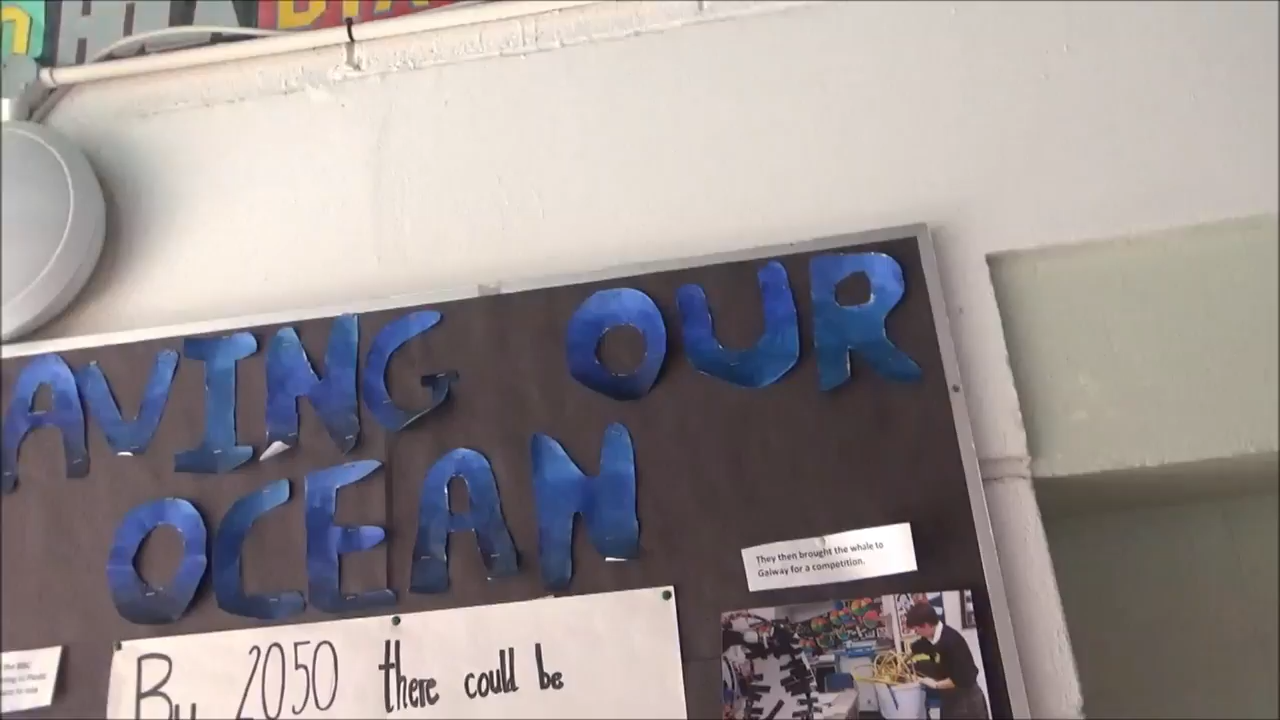 AVING OUR
OCEAN
They then brought the whale to
Galway for a competition.
By 2050 there could be